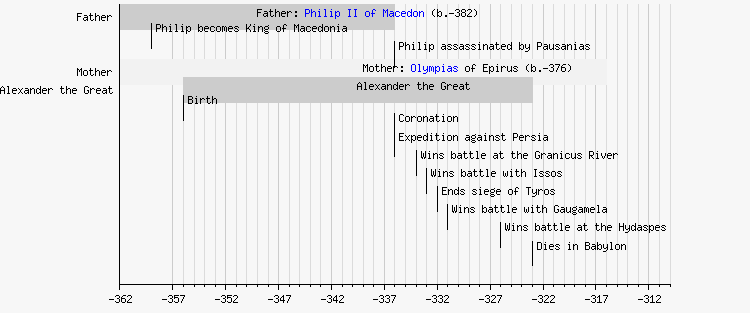 Father
Father: Philip II of Macedon (b.-382)
Philip becomes King of Macedonia
Philip assassinated by Pausanias
Mother
Mother: Olympias of Epirus (b.-376)
Alexander the Great
Alexander the Great
Birth
Coronation
Expedition against Persia
Wins battle at the Granicus River
Wins battle with Issos
Ends siege of Tyros
Wins battle with Gaugamela
Wins battle at the Hydaspes
Dies in Babylon
-362 -357 -352 -347 -342 -337 -332 -327 -322 -317 -312